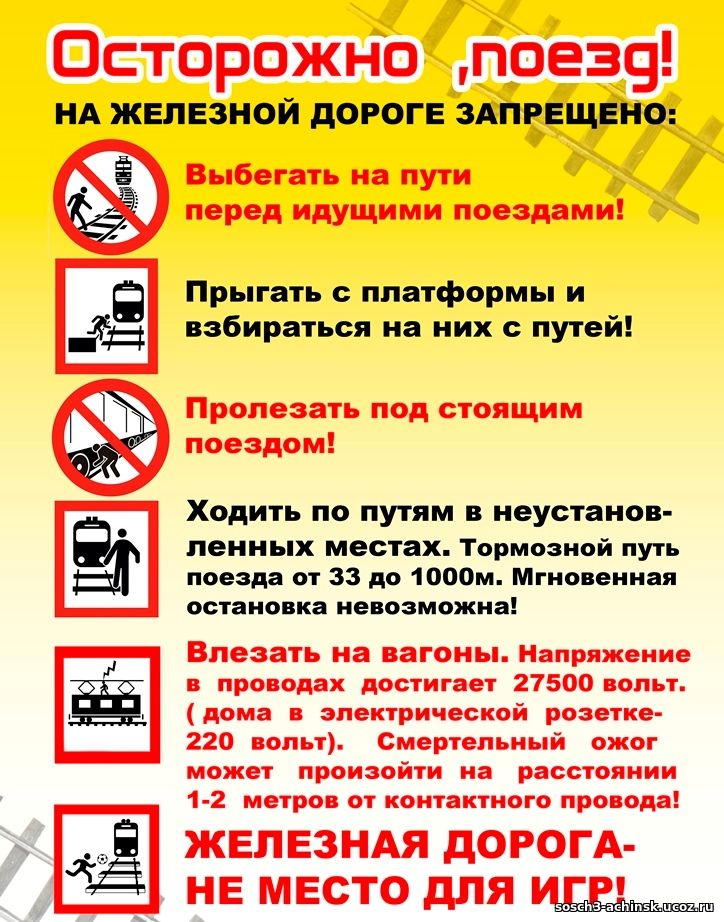 Осторожно ,поезд!
НА ЖЕЛЕЗНОЙ ДОРОГЕ ЗАПРЕЩЕНО:
Выбегать на пути
перед идущими поездами!
Прыгать с платформы и
взбираться на них с путей!
Пролезать под стоящим
поездом!
Ходить по путям в неустанов-
ленных местах. Тормозной путь
поезда от 33 до 1000м. Мгновенная
остановка невозможна!
Влезать на вагоны. Напряжение
в проводах достигает 27500 вольт.
( дома в электрической розетке-
220 вольт). Смертельный ожог
может произойти на расстоянии
1-2 метров от контактного провода!
ЖЕЛЕЗНАЯ ДОРОГА-
НЕ МЕСТО ДЛЯ ИГР!
sosch3-achinsk.ucoz.ru